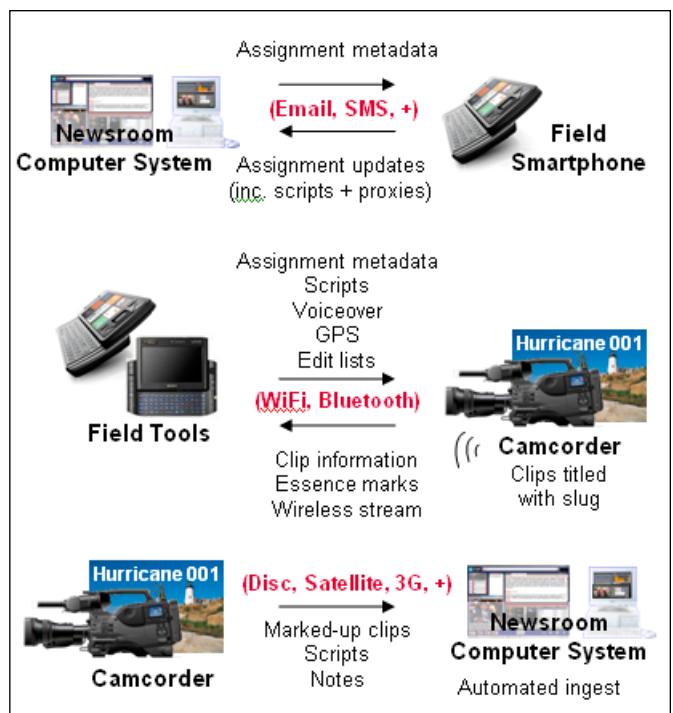 Assignment metadata
(Email, SMS, +)
Newsroom
Computer System
Field
Smartphone
Assignment updates
(inc. scripts + proxies)
Assignment metadata
Scripts
Voiceover
GPS
Edit lists
Hurricane 001
(WiFi, Bluetooth)
Field Tools
Camcorder
Clips titled
with slug
Clip information
Essence marks
Wireless stream
Hurricane 001
(Disc, Satellite, 3G, +)
Marked-up clips
Scripts
Notes
Newsroom
Computer System
Camcorder
Automated ingest